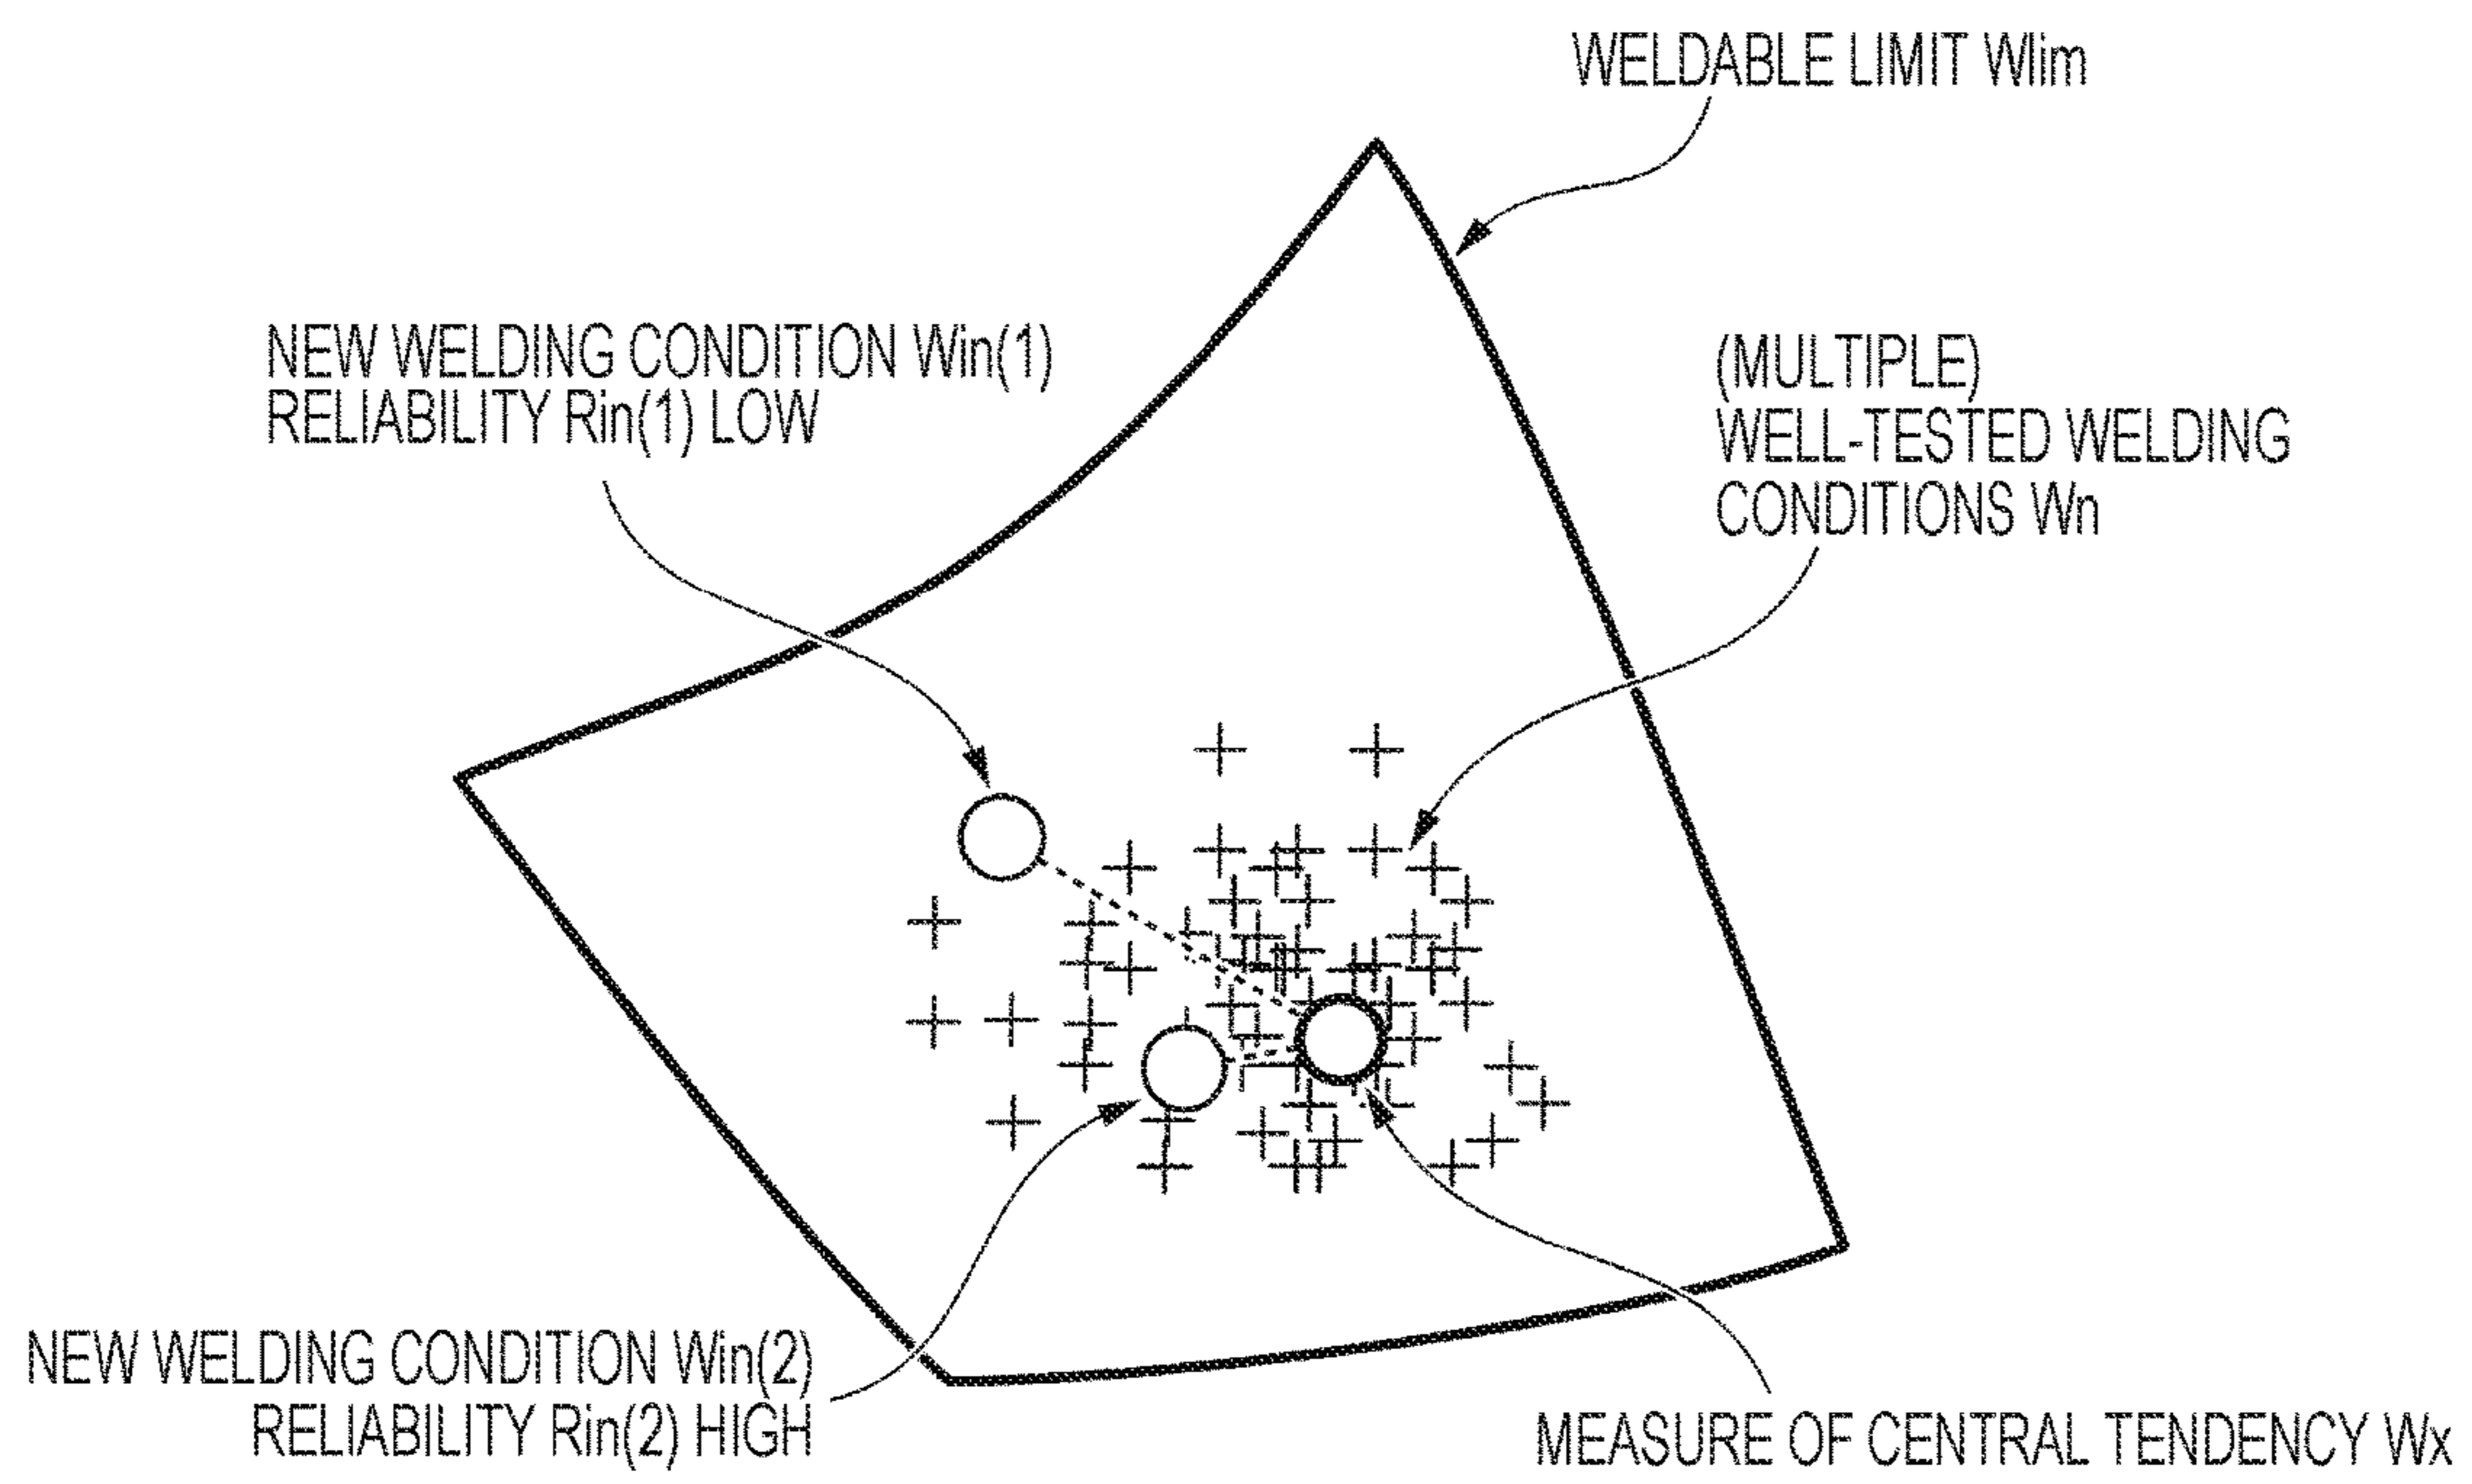 WELDABLE LIMIT Wlim
NEW WELDING CONDITION Win(1)
RELIABILITY Rin(1) LOW
(MULTIPLE)
WELL-TESTED WELDING
CONDITIONS Wn
NEW WELDING CONDITION Win(2)
RELIABILITY Rin(2) HIGH
MEASURE OF CENTRAL TENDENCY Wx